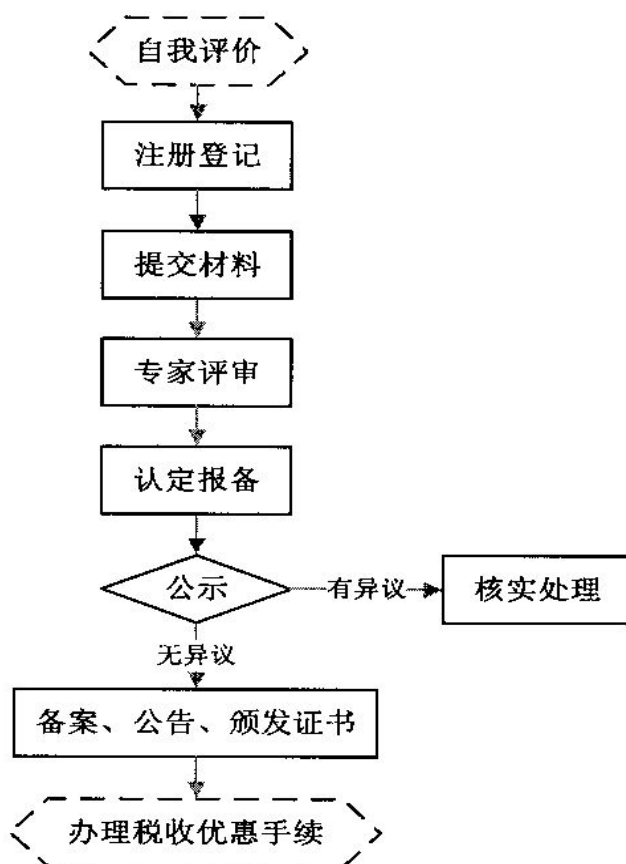 自我评价
注册登记
提交材料
专家评审
认定报备
公示
有异议
核实处理
无异议
备案、公告、颁发证书
办理税收优惠手续